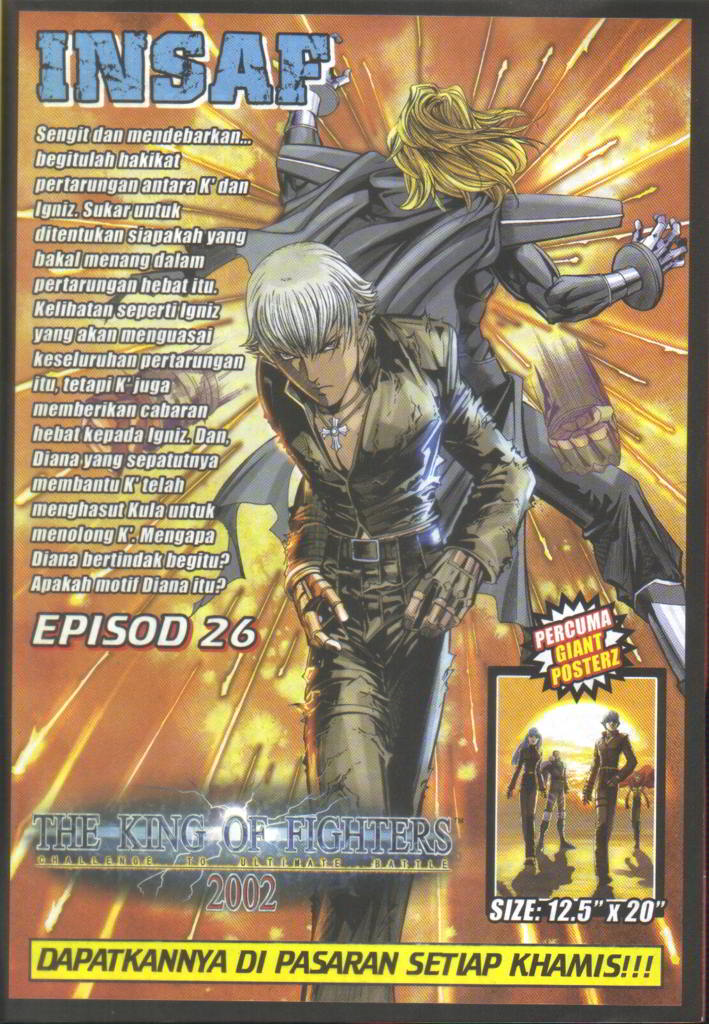 INSAF
Sengit dan mendebarkan...
begitulah hakikat
pertarungan antara K' dan
Igniz. Sukar untuk
ditentukan siapakah yang
bakal menang dalam
pertarungan hebat itu.
Kelihatan seperti Igniz
yang akan menguasai
keseluruhan pertarungan
itu, tetapi K' juga
memberikan cabaran
hebat kepada Igniz. Dan,
Diana yang sepatutnya
membantu K' telah
menghasut Kula untuk
menolong K'. Mengapa
Diana bertindak begitu?
Apakah motif Diana itu?
EPISOD 26
PERCUMA
GIANT
POSTERZ
THE KING OF FIGHTERS™
CHALLENGE TO ULTIMATE BATTLE
2002
SIZE: 12.5" X 20"
DAPATKANNYA DI PASARAN SETIAP KHAMIS!!!